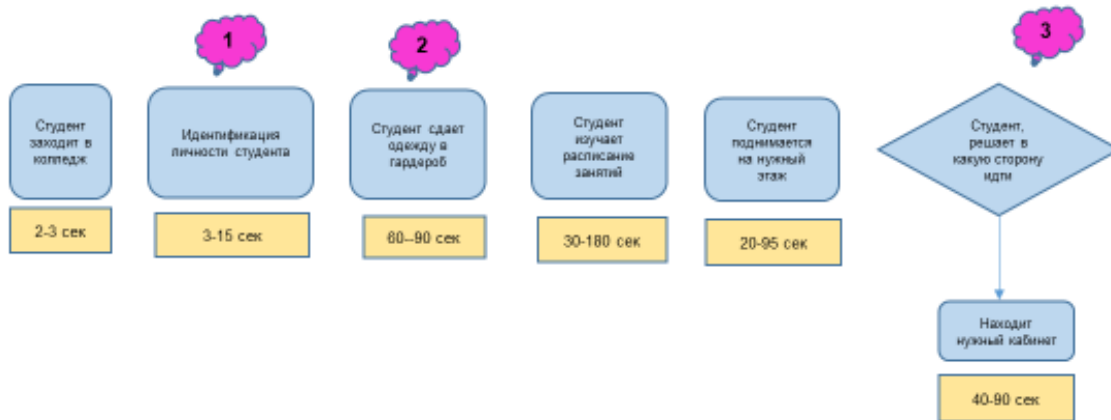 1
2
3
Студент
заходит в
колледж
Идентификация
личности студента
Студент сдает
одежду в
гардероб
Студент
изучает
расписание
занятий
Студент
поднимается
на нужный
этаж
Студент,
решает в
какую сторону
идти
2-3 сек
3-15 сек
60--90 сек
30-180 сек
20-95 сек
Находит
нужный кабинет
40-90 сек